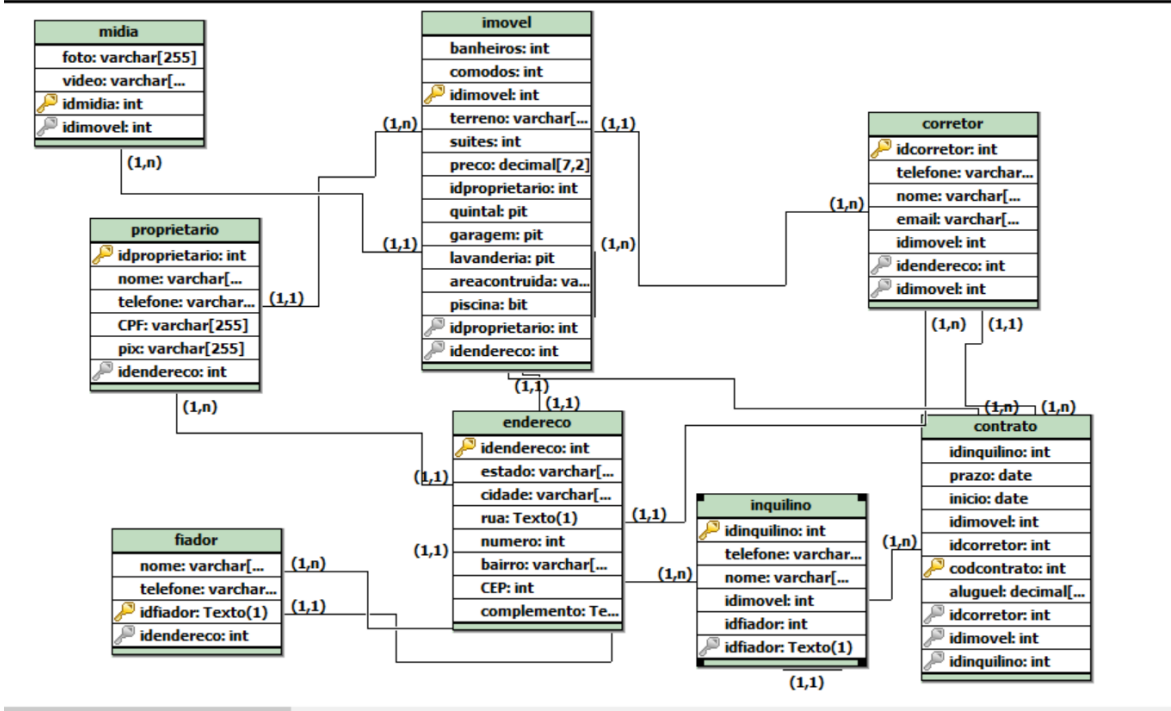 midia
foto: varchar[255]
video: varchar[...
idmidia: int
idimovel: int
(1,n)
imovel
banheiros: int
comodos: int
idimovel: int
terreno: varchar[...
suites: int
preco: decimal[7,2]
idproprietario: int
quintal: pit
garagem: pit
lavanderia: pit
areacontruida: va...
piscina: bit
idproprietario: int
idendereco: int
(1,n)
(1,1)
(1,1)
(1,n)
(1,1)
corretor
idcorretor: int
telefone: varchar...
nome: varchar[...
email: varchar[...
idimovel: int
idendereco: int
idimovel: int
(1,n)
(1,n)
(1,1)
proprietario
idproprietario: int
nome: varchar[...
telefone: varchar...
CPF: varchar[255]
pix: varchar[255]
idendereco: int
(1,1)
(1,n)
endereco
idendereco: int
estado: varchar[...
cidade: varchar[...
rua: Texto(1)
numero: int
bairro: varchar[...
CEP: int
complemento: Te...
(1,1)
(1,1)
(1,1)
(1,1)
(1,n)
fiador
nome: varchar[...
telefone: varchar...
idfiador: Texto(1)
idendereco: int
(1,n)
(1,1)
inquilino
idinquilino: int
telefone: varchar...
nome: varchar[...
idimovel: int
idfiador: int
idfiador: Texto(1)
(1,n)
(1,1)
contrato
idinquilino: int
prazo: date
inicio: date
idimovel: int
idcorretor: int
codcontrato: int
aluguel: decimal[...
idcorretor: int
idimovel: int
idinquilino: int
(1,n)
(1,n)